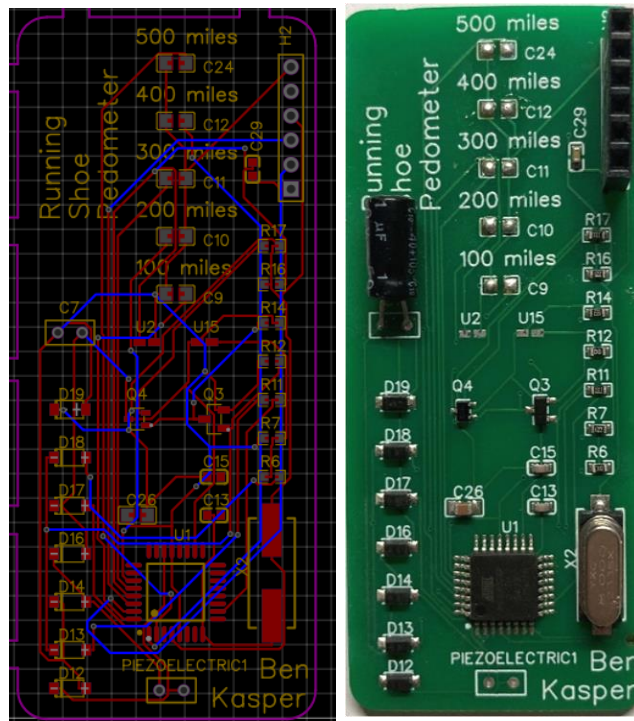 500 miles
H2
C24
400 miles
C12
C29
300 miles
C11
Running
Shoe
Pedometer
200 miles
C10
R17
100 miles
R16
C9
C7
U2
U15
R14
R12
D19
Q4
Q3
R11
D18
R7
C15
R6
D17
C26
C13
D16
U1
X2
D14
D13
D12
PIEZOELECTRIC1
Ben
Kasper
500 miles
C24
400 miles
C12
C29
300 miles
C11
Running
Shoe
Pedometer
200 miles
C10
R17
1µF
100 miles
R16
C9
R14
U2
U15
R12
D19
Q4
Q3
R11
D18
R7
C15
R6
D17
C26
C13
D16
U1
X2
D14
D13
PIEZOELECTRIC1
Ben
D12
Kasper